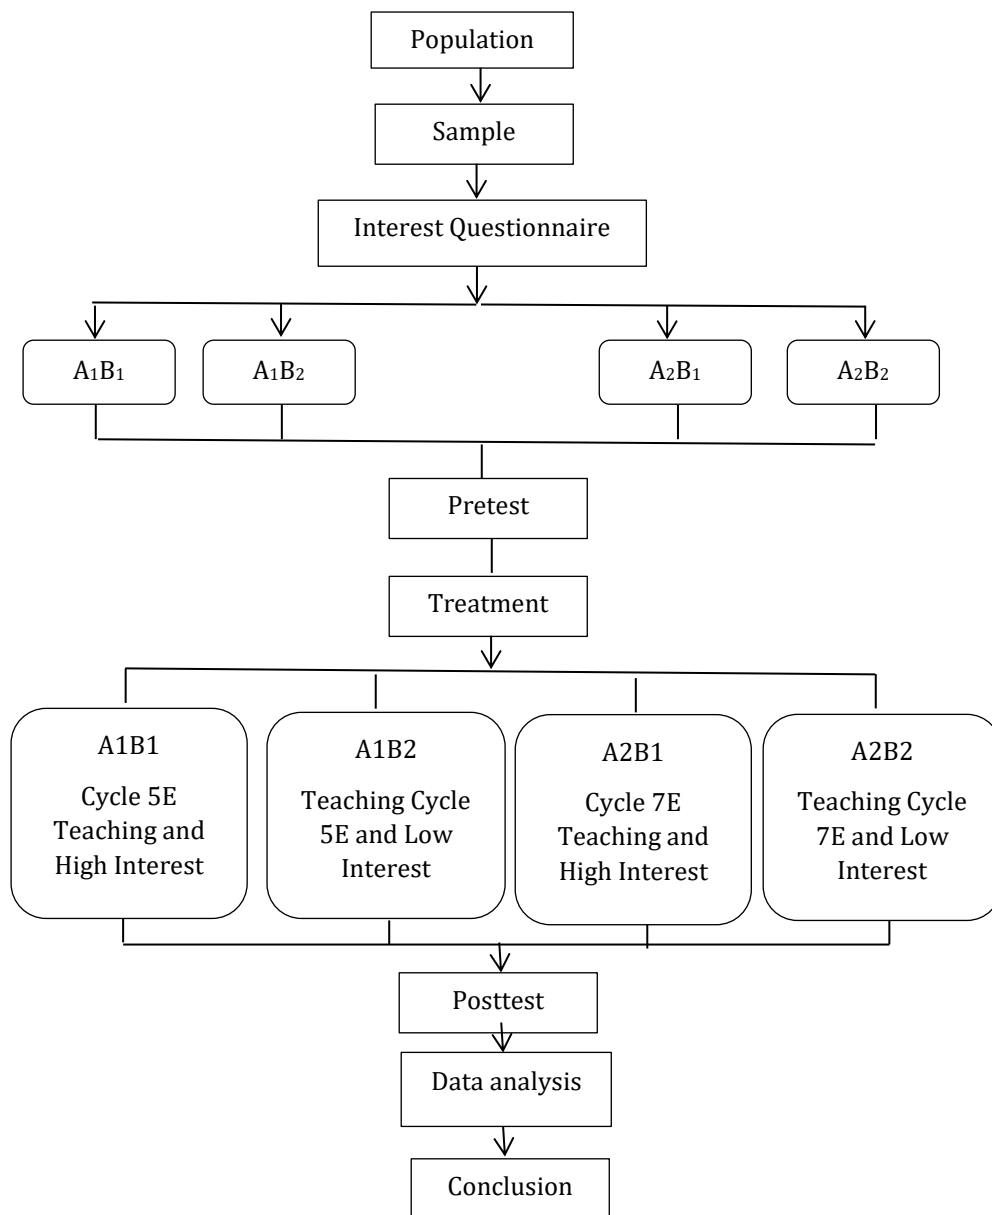 Population
Sample
Interest Questionnaire
A₁B₁
A₁B₂
A₂B₁
A₂B₂
Pretest
Treatment
A1B1
Cycle 5E
Teaching and
High Interest
A1B2
Teaching Cycle
5E and Low
Interest
A2B1
Cycle 7E
Teaching and
High Interest
A2B2
Teaching Cycle
7E and Low
Interest
Posttest
Data analysis
Conclusion